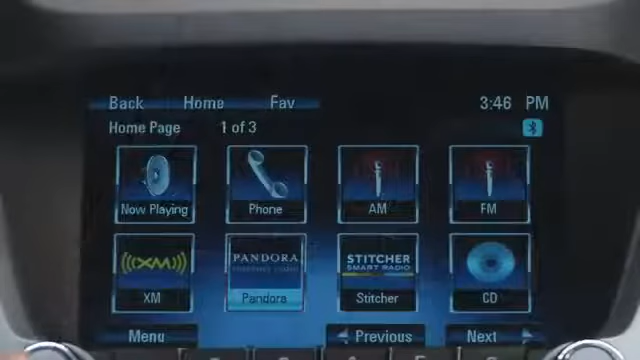 Back Home Fav 3:46 PM
Home Page 1 of 3
Now Playing Phone AM FM
XM PANDORA STITCHER
SMART RADIO
XM Pandora Stitcher CD
Menu Previous Next